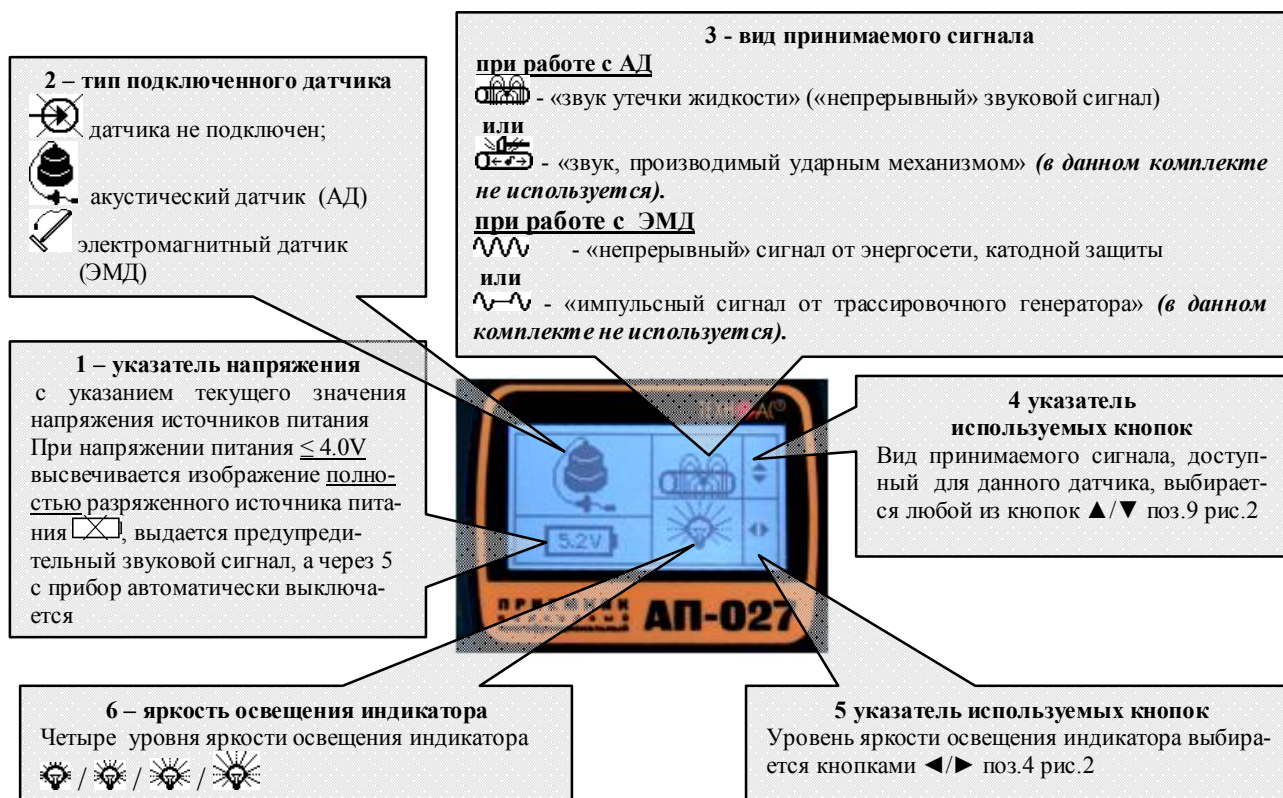 3 - вид принимаемого сигнала
при работе с АД
- «звук утечки жидкости» («непрерывный» звуковой сигнал)
или
- «звук, производимый ударным механизмом» (в данном комплекте
не используется).
при работе с ЭМД
- «непрерывный» сигнал от энергосети, катодной защиты
или
- «импульсный сигнал от трассировочного генератора» (в данном
комплекте не используется).
2 – тип подключенного датчика
датчика не подключен;
акустический датчик (АД)
электромагнитный датчик
(ЭМД)
1 – указатель напряжения
с указанием текущего значения
напряжения источников питания
При напряжении питания ≤ 4.0V
высвечивается изображение полно-
стью разряженного источника пита-
ния , выдается предупреди-
тельный звуковой сигнал, а через 5
с прибор автоматически выключа-
ется
5.2V
ПРИЕМНИК
АП-027
4 указатель
используемых кнопок
Вид принимаемого сигнала, доступ-
ный для данного датчика, выбирает-
ся любой из кнопок ▲/▼ поз.9 рис.2
6 – яркость освещения индикатора
Четыре уровня яркости освещения индикатора
/ / /
5 указатель используемых кнопок
Уровень яркости освещения индикатора выбира-
ется кнопками ◄/► поз.4 рис.2